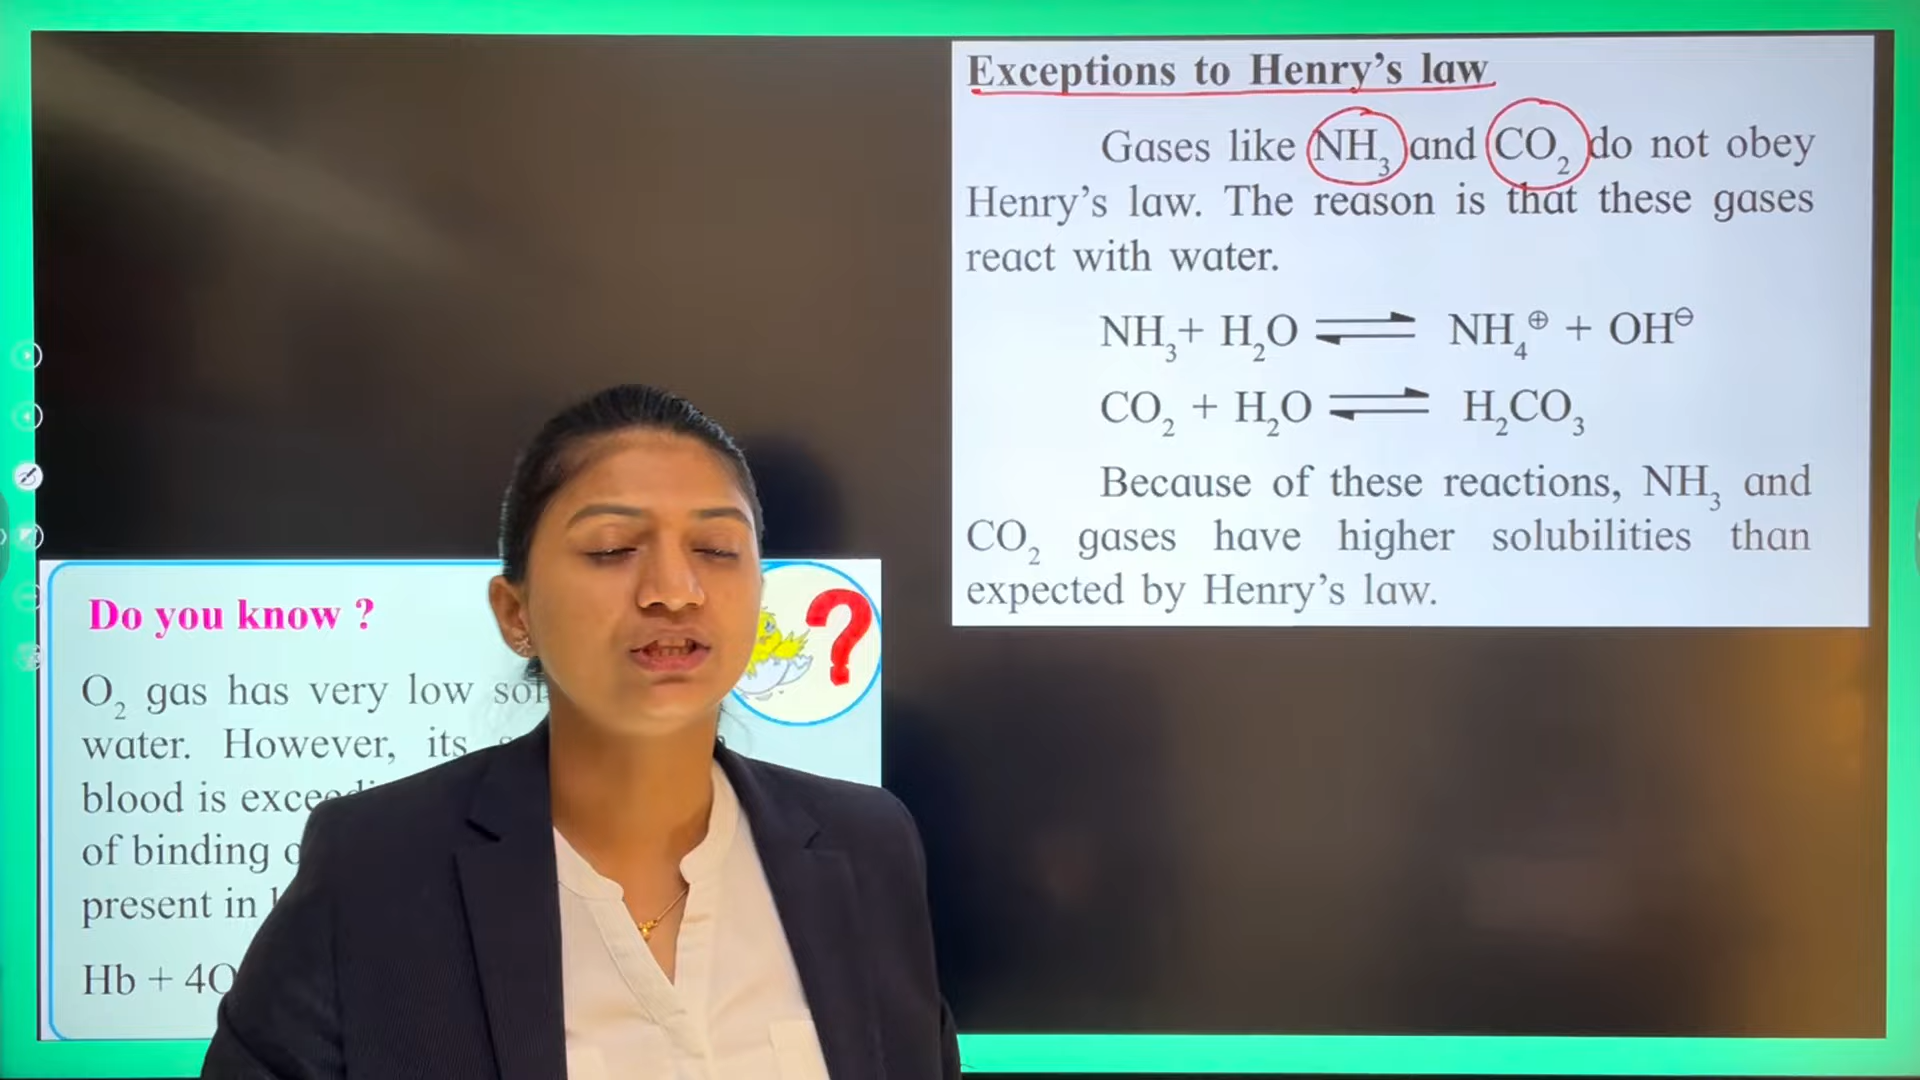 Exceptions to Henry's law
Gases like NH₃ and CO₂ do not obey
Henry's law. The reason is that these gases
react with water.
NH₃ + H₂O ⇌ NH₄⊕ + OH⊖
CO₂ + H₂O ⇌ H₂CO₃
Because of these reactions, NH₃ and
CO₂ gases have higher solubilities than
expected by Henry's law.
Do you know ?
?
O₂ gas has very low
water. However, its
blood is
of binding
present in
Hb + 4O